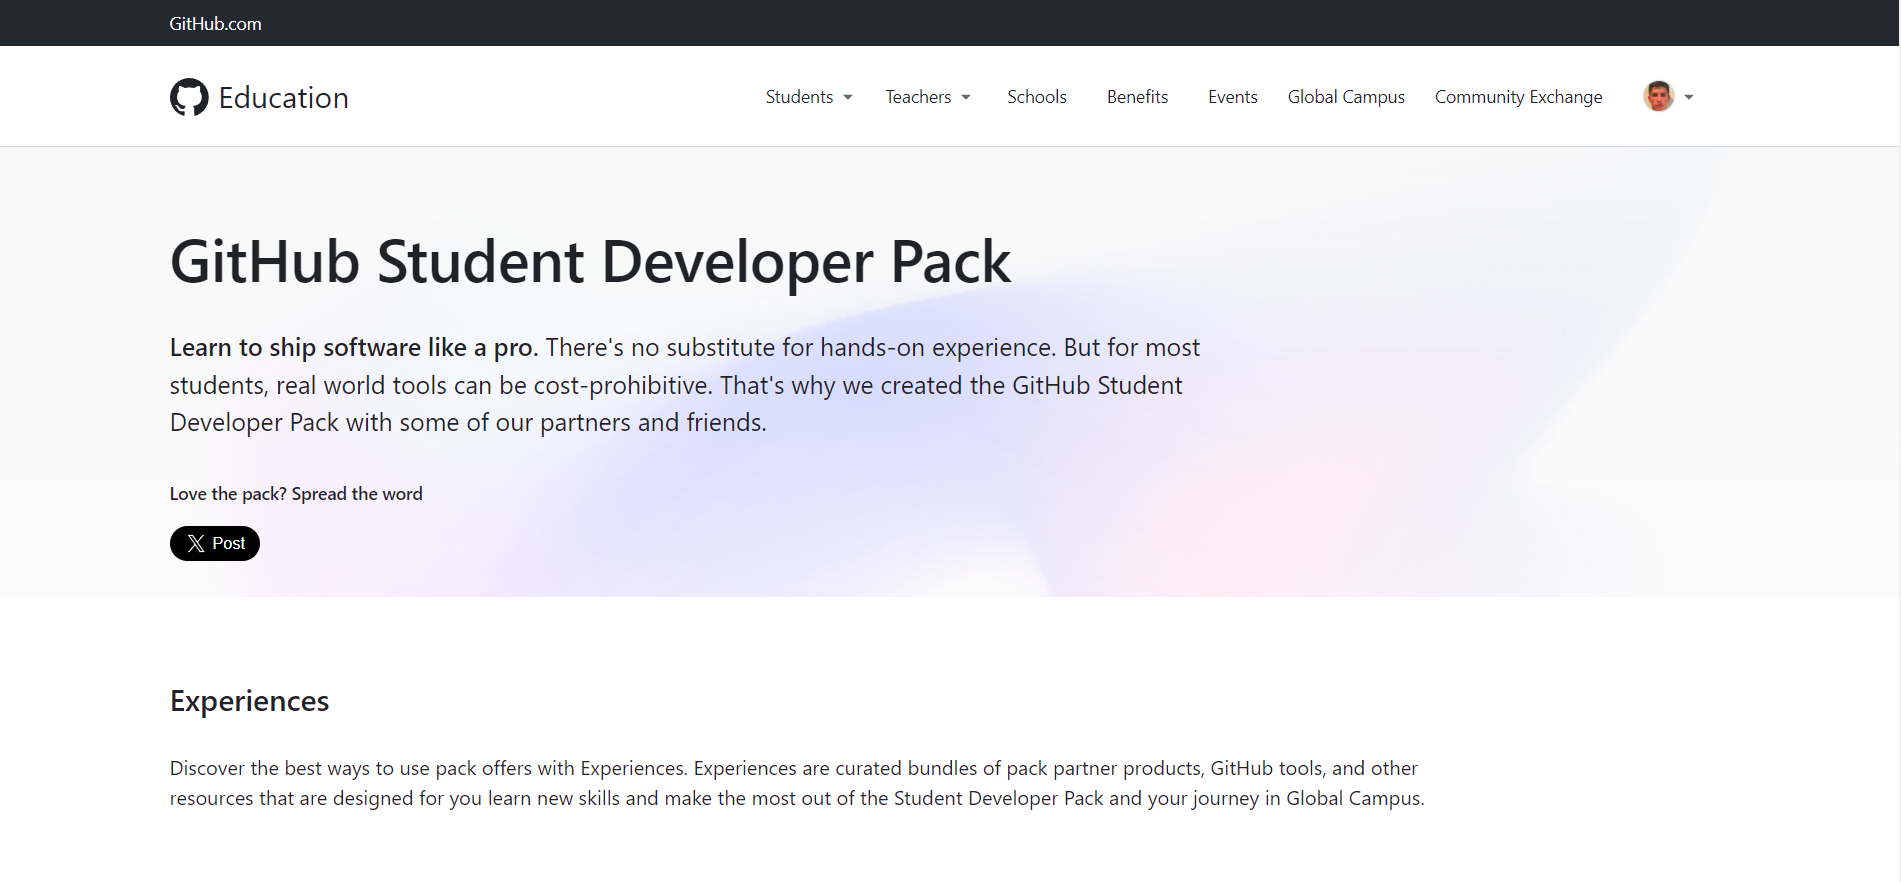 GitHub.com
Education
Students
Teachers
Schools
Benefits
Events
Global Campus
Community Exchange
GitHub Student Developer Pack
Learn to ship software like a pro. There's no substitute for hands-on experience. But for most
students, real world tools can be cost-prohibitive. That's why we created the GitHub Student
Developer Pack with some of our partners and friends.
Love the pack? Spread the word
Post
Experiences
Discover the best ways to use pack offers with Experiences. Experiences are curated bundles of pack partner products, GitHub tools, and other
resources that are designed for you learn new skills and make the most out of the Student Developer Pack and your journey in Global Campus.